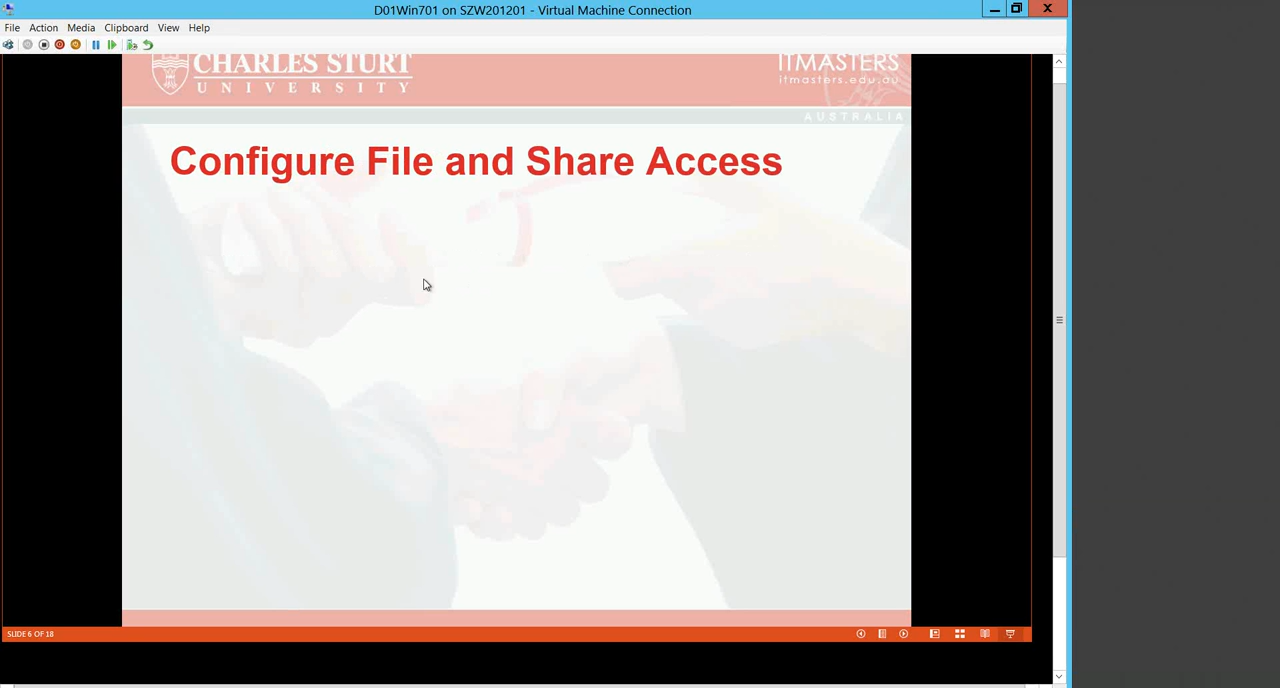 D01Win701 on SZW201201 - Virtual Machine Connection
File Action Media Clipboard View Help
CHARLES STURT
UNIVERSITY
ITMASTERS
itmasters.edu.au
AUSTRALIA
Configure File and Share Access
SLIDE 6 OF 18